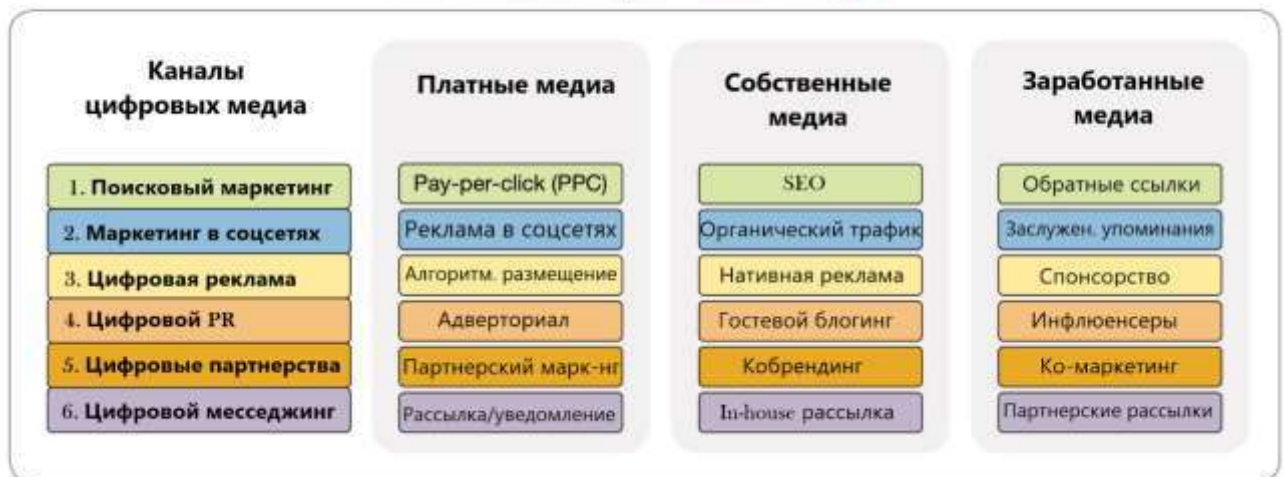 Каналы
цифровых медиа
Платные медиа
Собственные
медиа
Заработанные
медиа
1. Поисковый маркетинг
Pay-per-click (PPC)
SEO
Обратные ссылки
2. Маркетинг в соцсетях
Реклама в соцсетях
Органический трафик
Заслужен. упоминания
3. Цифровая реклама
Алгоритм. размещение
Нативная реклама
Спонсорство
4. Цифровой PR
Адверториал
Гостевой блогинг
Инфлюенсеры
5. Цифровые партнерства
Партнерский марк-нг
Кобрендинг
Ко-маркетинг
6. Цифровой месседжинг
Рассылка/уведомление
In-house рассылка
Партнерские рассылки